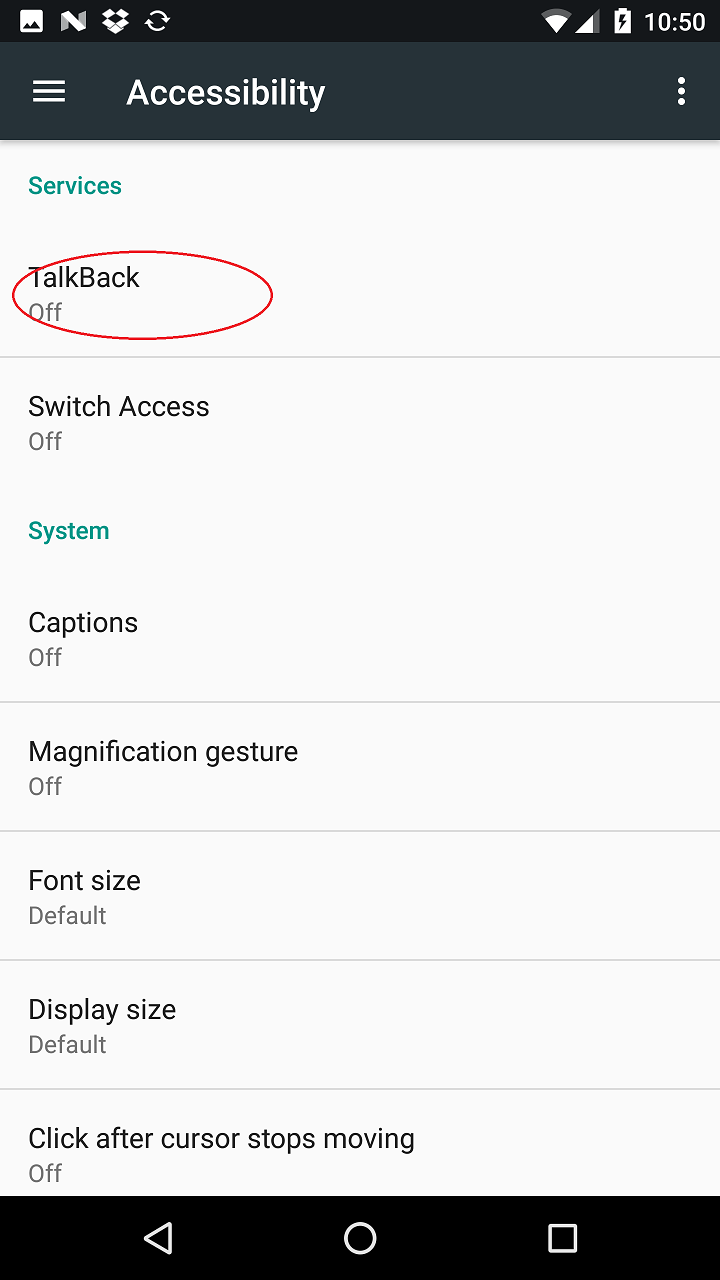 10:50
Accessibility
Services
TalkBack
Off
Switch Access
Off
System
Captions
Off
Magnification gesture
Off
Font size
Default
Display size
Default
Click after cursor stops moving
Off